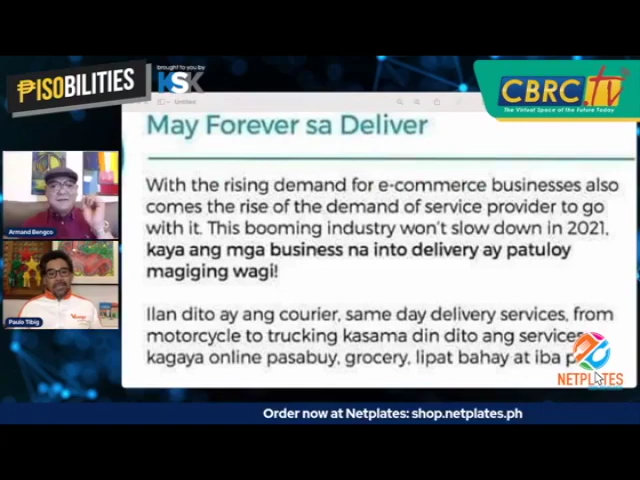 ₱ISOBILITIES
brought to you by
KSK
CBRC.tv
The Virtual Space of the Future Today
Untitled
May Forever sa Deliver
With the rising demand for e-commerce businesses also
comes the rise of the demand of service provider to go
with it. This booming industry won't slow down in 2021,
kaya ang mga business na into delivery ay patuloy
magiging wagi!
Armand Bengco
Paulo Tibig
Ilan dito ay ang courier, same day delivery services, from
motorcycle to trucking kasama din dito ang services
kagaya online pasabuy, grocery, lipat bahay at iba p
NETPLATES
Order now at Netplates: shop.netplates.ph